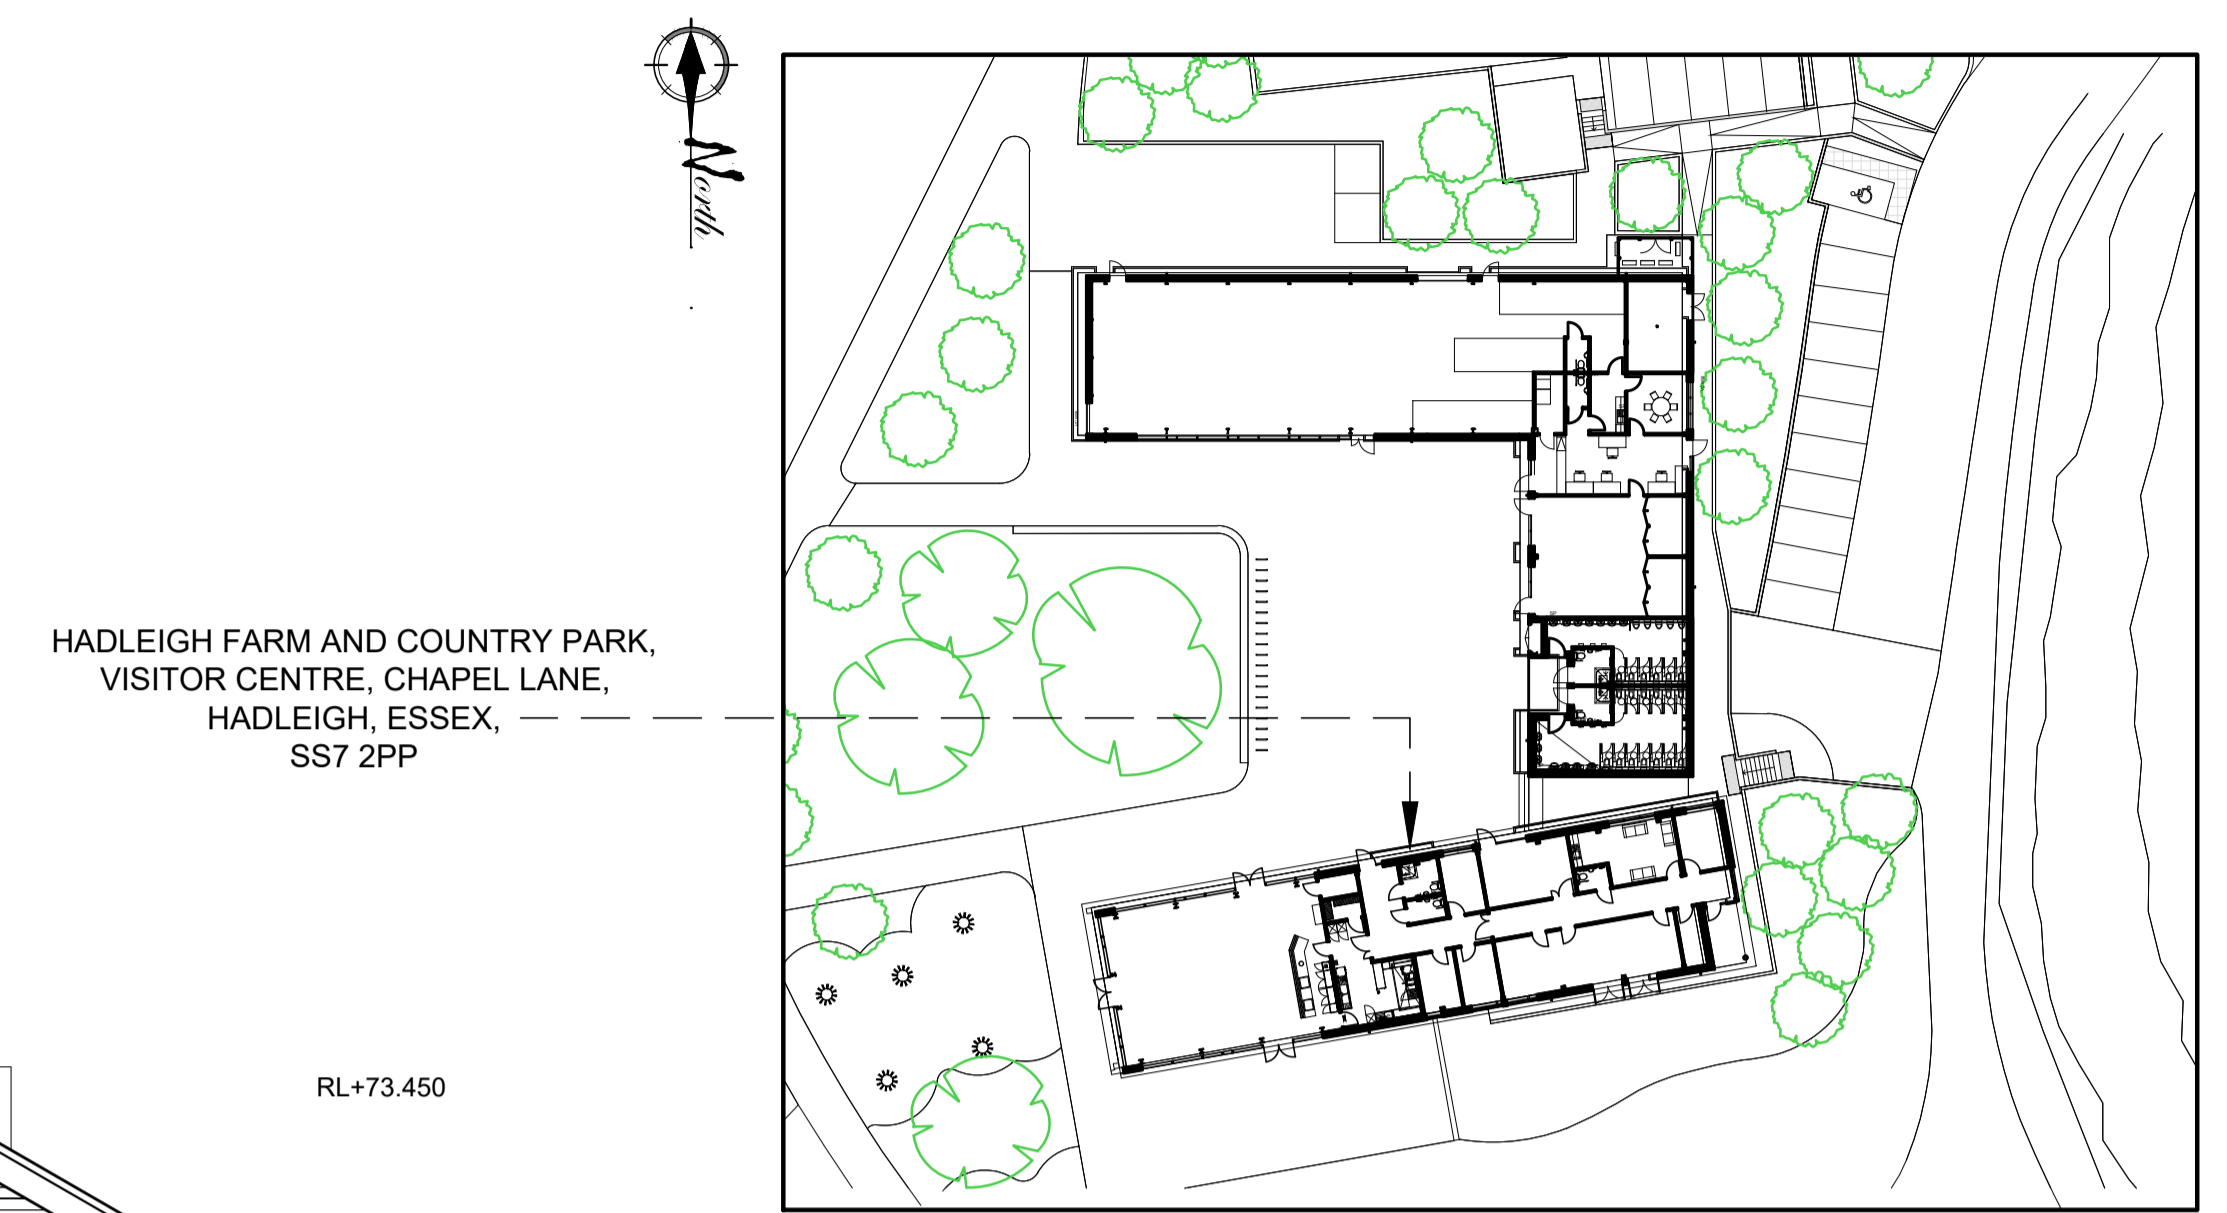 North
HADLEIGH FARM AND COUNTRY PARK,
VISITOR CENTRE, CHAPEL LANE,
HADLEIGH, ESSEX,
SS7 2PP
RL+73.450